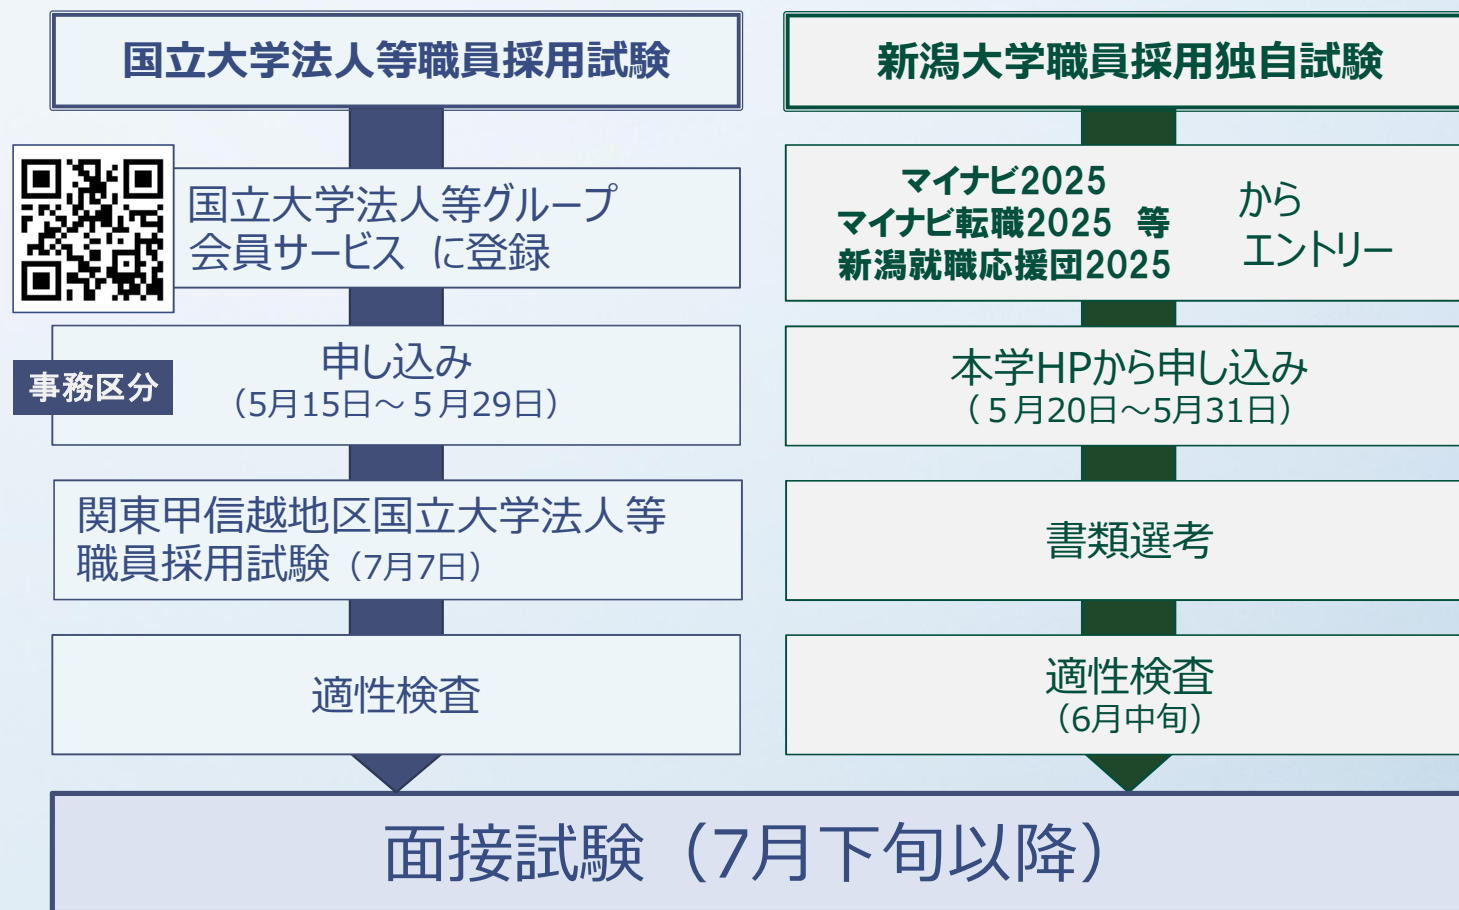 国立大学法人等職員採用試験
国立大学法人等グループ
会員サービス に登録
事務区分
申し込み
（5月15日～５月29日）
関東甲信越地区国立大学法人等
職員採用試験（7月7日）
適性検査
新潟大学職員採用独自試験
マイナビ2025
マイナビ転職2025 等
新潟就職応援団2025
から
エントリー
本学HPから申し込み
（５月20日～5月31日）
書類選考
適性検査
（6月中旬）
面接試験（7月下旬以降）